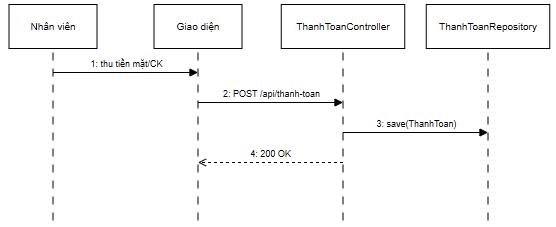 Nhân viên
Giao diện
ThanhToanController
ThanhToanRepository
1: thu tiền mặt/CK
2: POST /api/thanh-toan
3: save(ThanhToan)
4: 200 OK